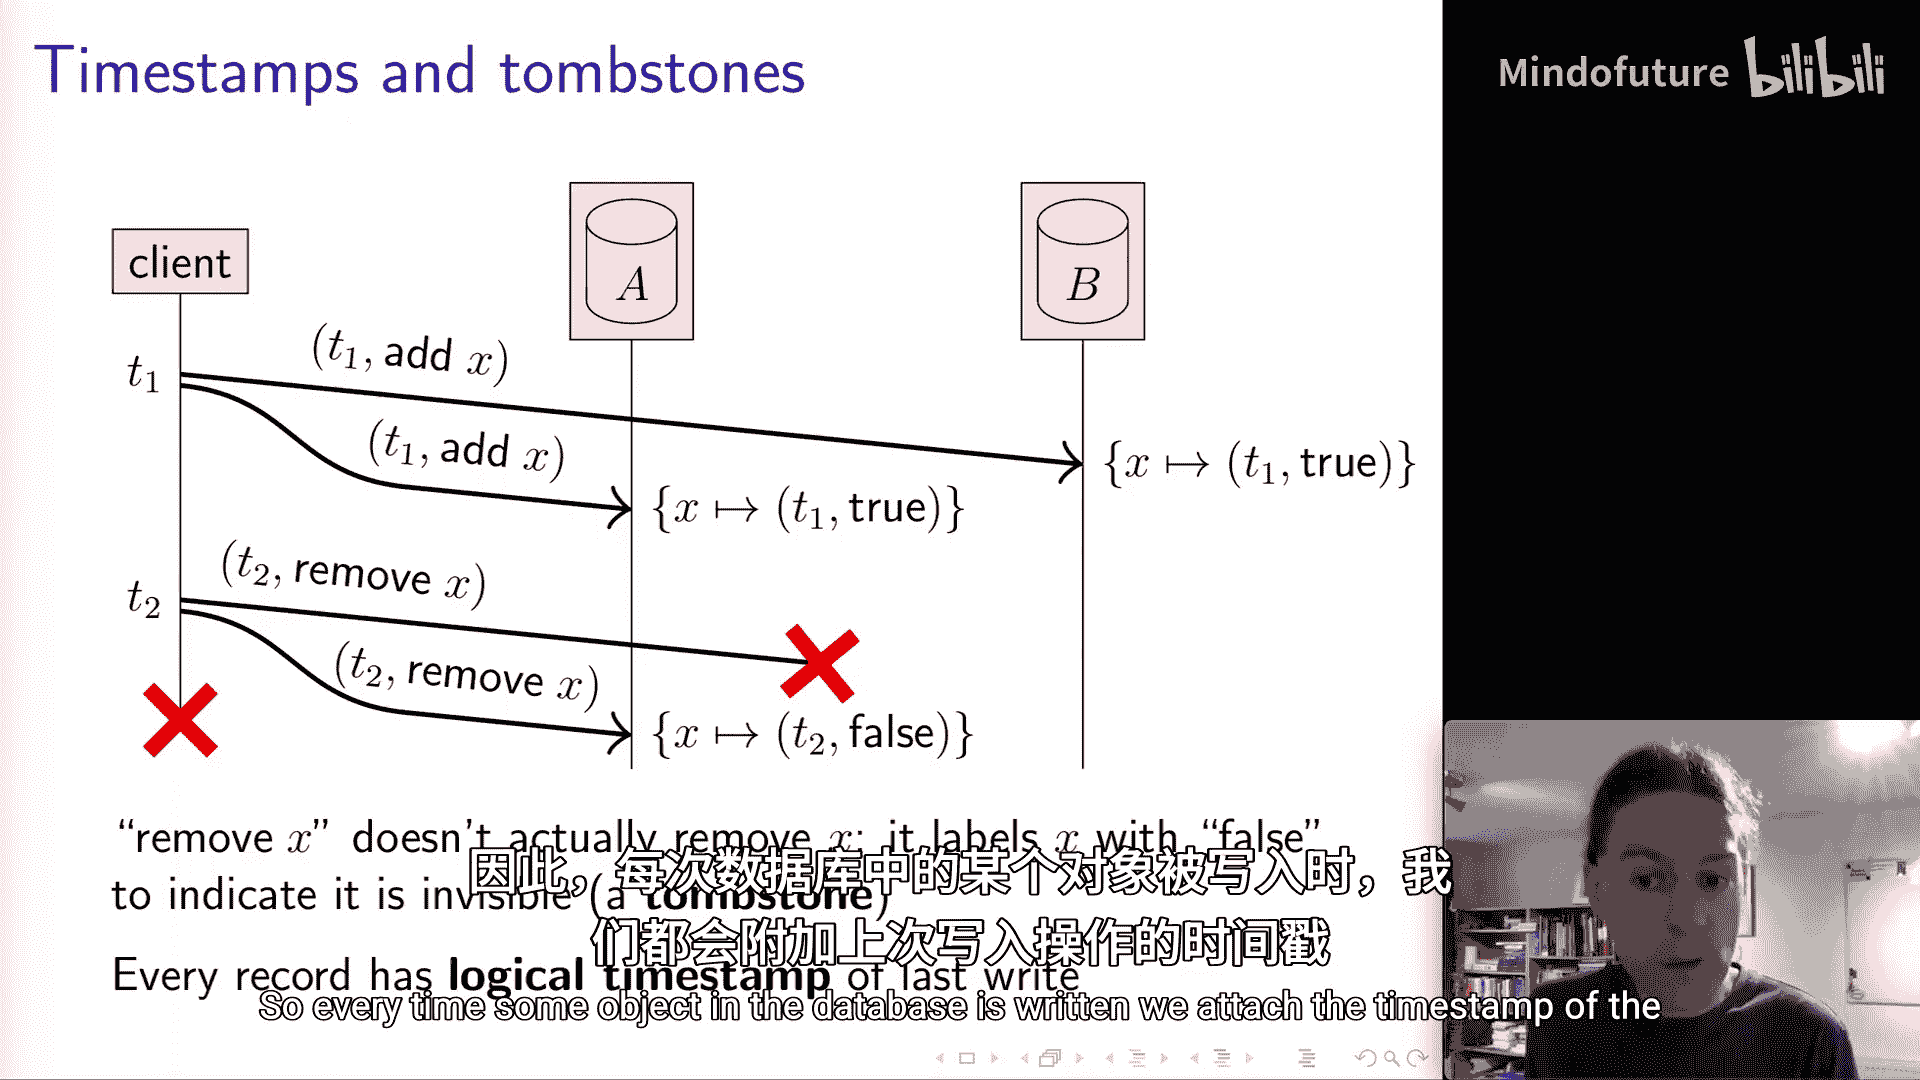 Timestamps and tombstones
Mindofuture bilibili
client
A
B
t₁
(t₁, add x)
(t₁, add x)
{x ↦ (t₁, true)}
{x ↦ (t₁, true)}
t₂
(t₂, remove x)
(t₂, remove x)
{x ↦ (t₂, false)}
“remove x” doesn’t actually remove x: it labels x with “false”
to indicate it is invisible (a tombstone)
Every record has logical timestamp of last write
因此，每次数据库中的某个对象被写入时，我
们都会附加上次写入操作的时间戳
So every time some object in the database is written we attach the timestamp of the